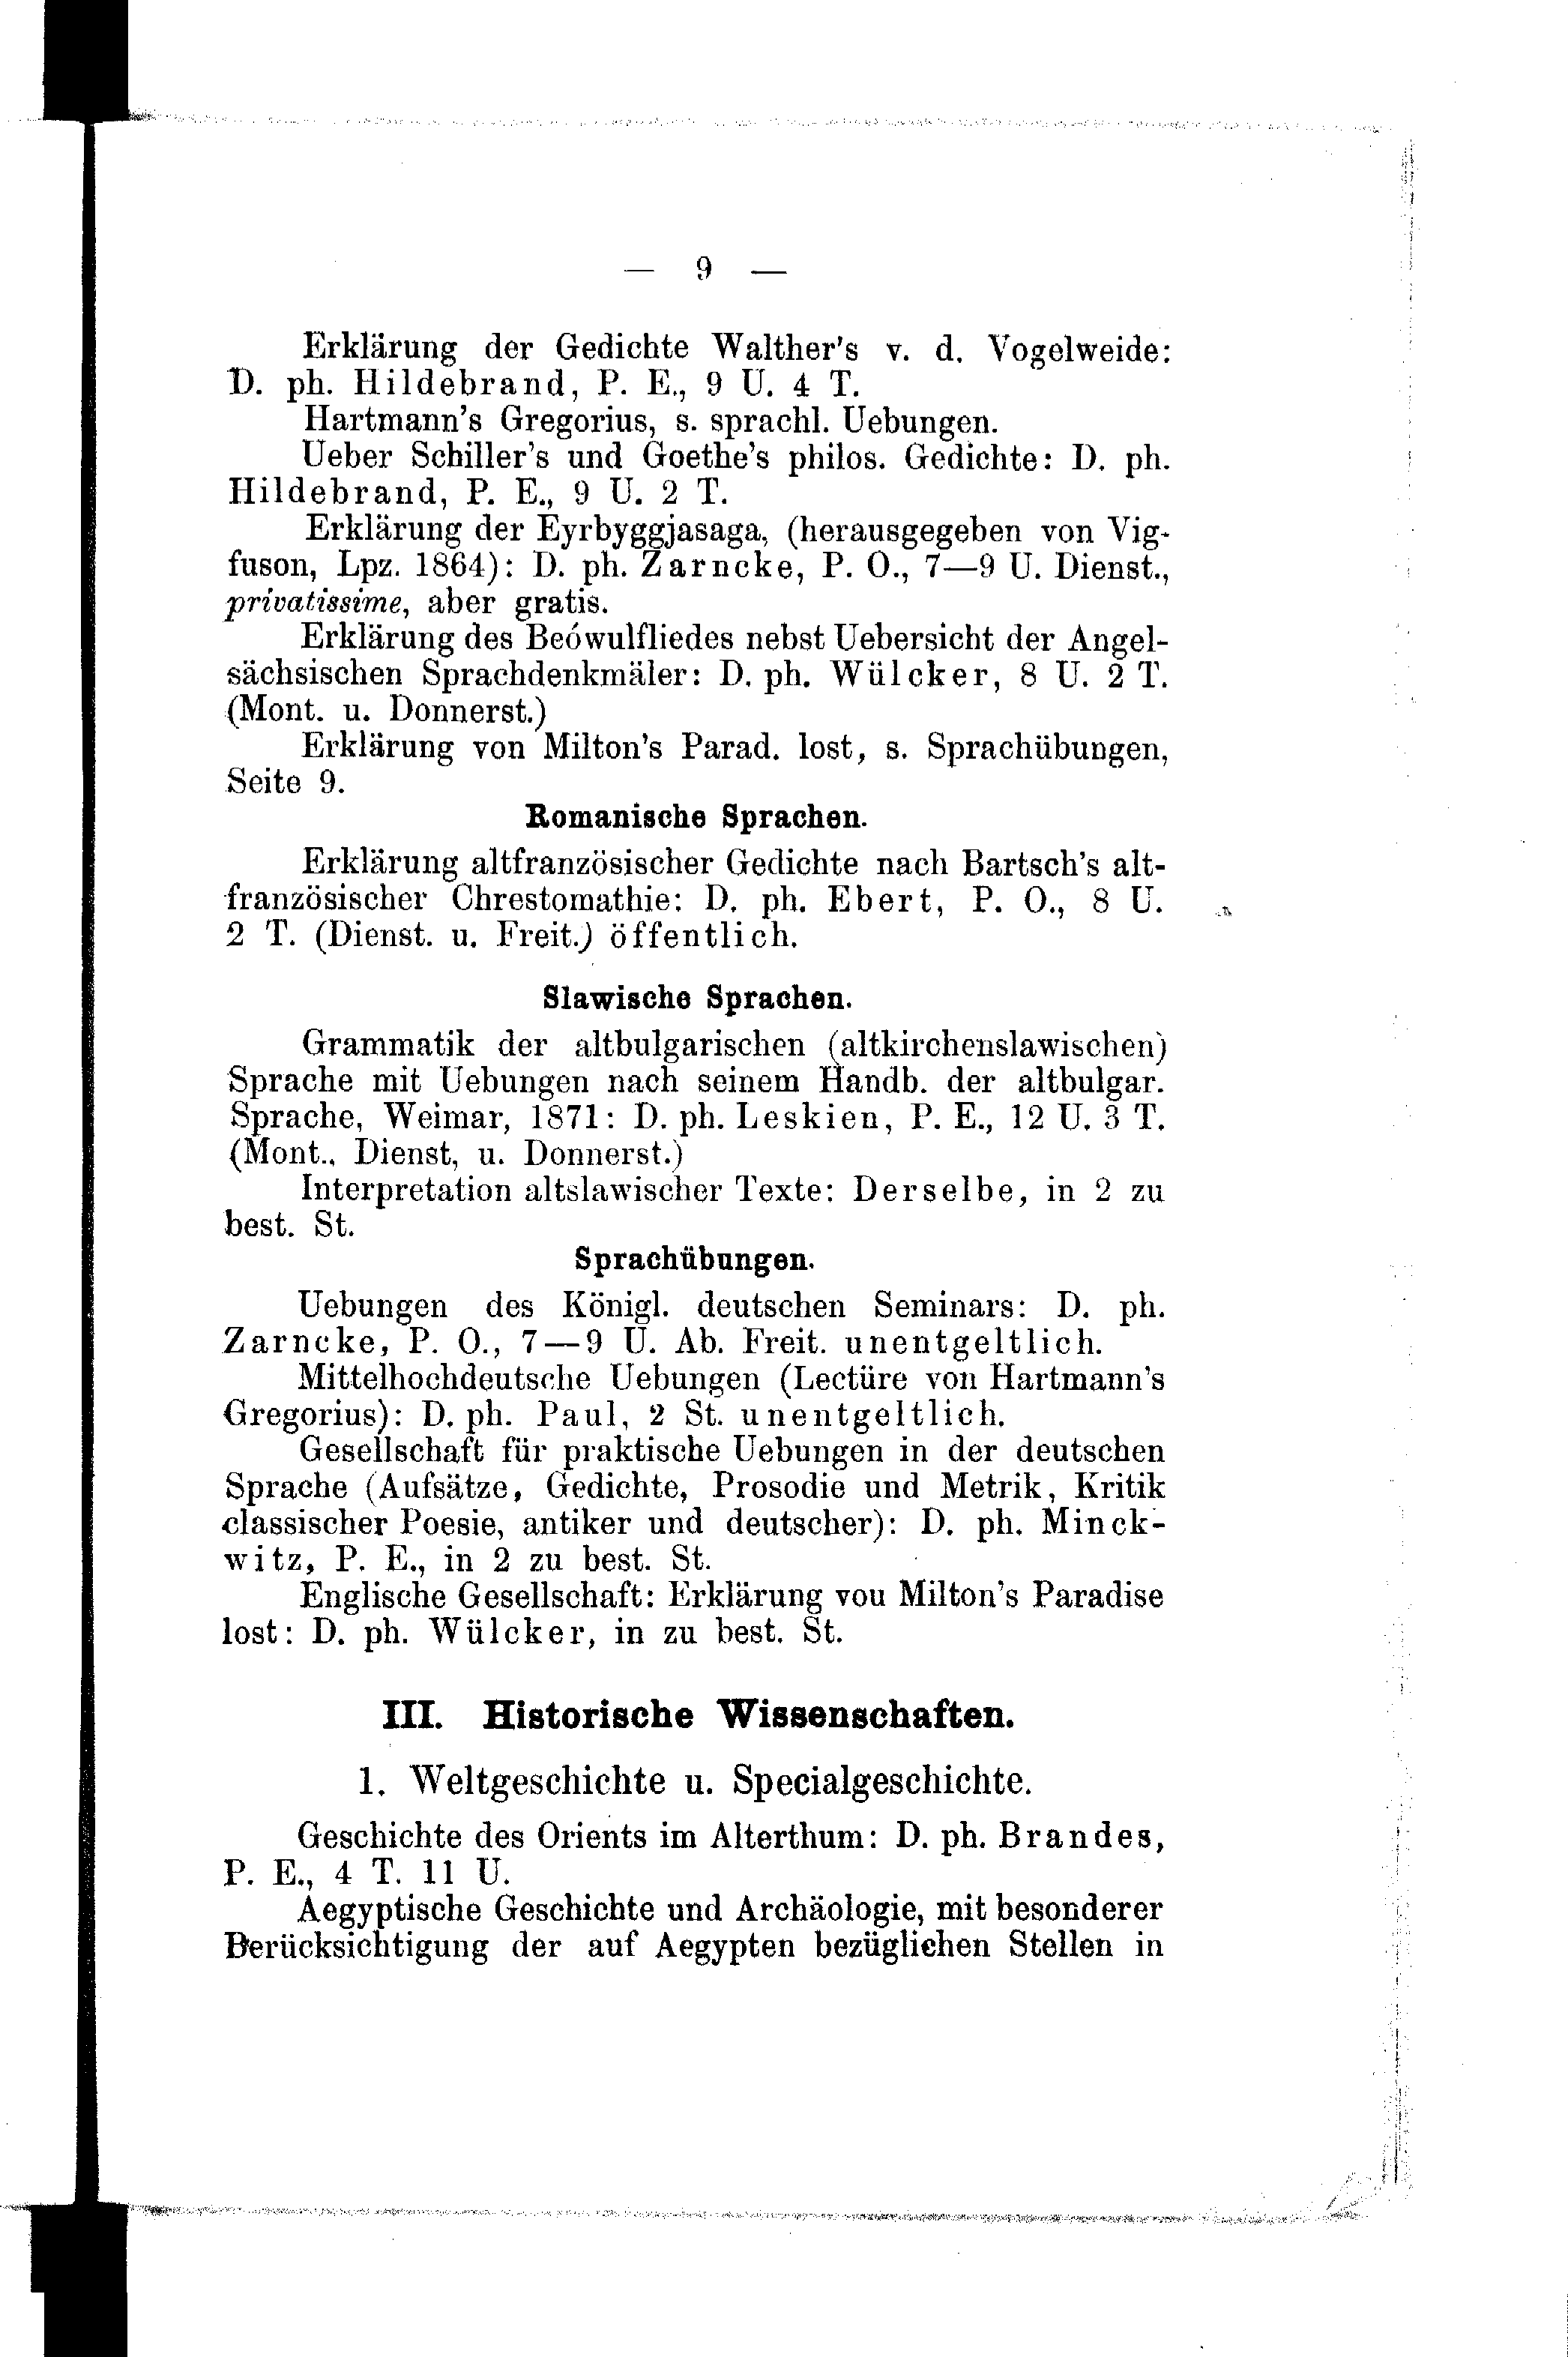 — 9 —
Erklärung der Gedichte Walther's v. d. Vogelweide:
D. ph. Hildebrand, P. E., 9 U. 4 T.
Hartmann's Gregorius, s. sprachl. Uebungen.
Ueber Schiller's und Goethe's philos. Gedichte: D. ph.
Hildebrand, P. E., 9 U. 2 T.
Erklärung der Eyrbyggjasaga, (herausgegeben von Vig-
fuson, Lpz. 1864): D. ph. Zarncke, P. O., 7—9 U. Dienst.,
privatissime, aber gratis.
Erklärung des Beówulfliedes nebst Uebersicht der Angel-
sächsischen Sprachdenkmäler: D. ph. Wülcker, 8 U. 2 T.
(Mont. u. Donnerst.)
Erklärung von Milton's Parad. lost, s. Sprachübungen,
Seite 9.
Romanische Sprachen.
Erklärung altfranzösischer Gedichte nach Bartsch's alt-
französischer Chrestomathie: D. ph. Ebert, P. O., 8 U.
2 T. (Dienst. u. Freit.) öffentlich.
Slawische Sprachen.
Grammatik der altbulgarischen (altkirchenslawischen)
Sprache mit Uebungen nach seinem Handb. der altbulgar.
Sprache, Weimar, 1871: D. ph. Leskien, P. E., 12 U. 3 T.
(Mont., Dienst, u. Donnerst.)
Interpretation altslawischer Texte: Derselbe, in 2 zu
best. St.
Sprachübungen.
Uebungen des Königl. deutschen Seminars: D. ph.
Zarncke, P. O., 7—9 U. Ab. Freit. unentgeltlich.
Mittelhochdeutsche Uebungen (Lectüre von Hartmann's
Gregorius): D. ph. Paul, 2 St. unentgeltlich.
Gesellschaft für praktische Uebungen in der deutschen
Sprache (Aufsätze, Gedichte, Prosodie und Metrik, Kritik
classischer Poesie, antiker und deutscher): D. ph. Minck-
witz, P. E., in 2 zu best. St.
Englische Gesellschaft: Erklärung vou Milton's Paradise
lost: D. ph. Wülcker, in zu best. St.
III. Historische Wissenschaften.
1. Weltgeschichte u. Specialgeschichte.
Geschichte des Orients im Alterthum: D. ph. Brandes,
P. E., 4 T. 11 U.
Aegyptische Geschichte und Archäologie, mit besonderer
Berücksichtigung der auf Aegypten bezüglichen Stellen in